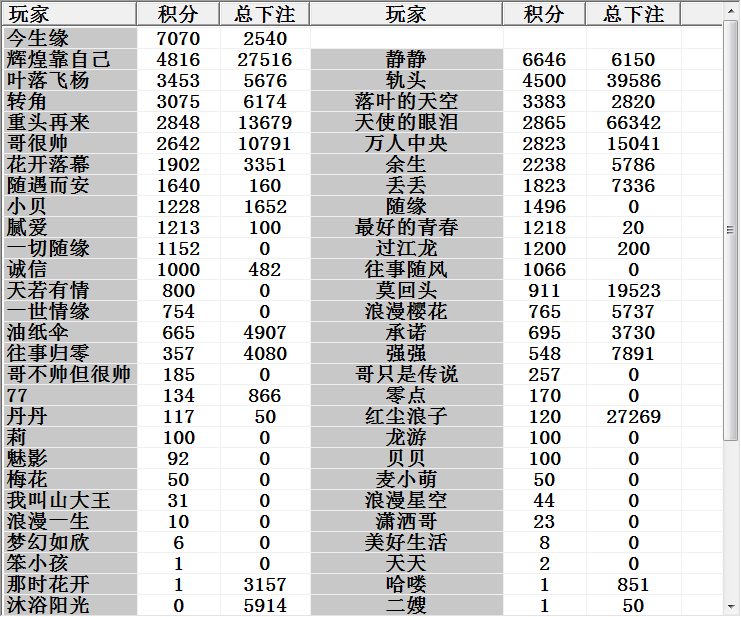 玩家 积分 总下注 玩家 积分 总下注
今生缘 7070 2540
辉煌靠自己 4816 27516 静静 6646 6150
叶落飞杨 3453 5676 轨头 4500 39586
转角 3075 6174 落叶的天空 3383 2820
重头再来 2848 13679 天使的眼泪 2865 66342
哥很帅 2642 10791 万人中央 2823 15041
花开落幕 1902 3351 余生 2238 5786
随遇而安 1640 160 丢丢 1823 7336
小贝 1228 1652 随缘 1496 0
腻爱 1213 100 最好的青春 1218 20
一切随缘 1152 0 过江龙 1200 200
诚信 1000 482 往事随风 1066 0
天若有情 800 0 莫回头 911 19523
一世情缘 754 0 浪漫樱花 765 5737
油纸伞 665 4907 承诺 695 3730
往事归零 357 4080 强强 548 7891
哥不帅但很帅 185 0 哥只是传说 257 0
77 134 866 零点 170 0
丹丹 117 50 红尘浪子 120 27269
莉 100 0 龙游 100 0
魅影 92 0 贝贝 100 0
梅花 50 0 麦小萌 50 0
我叫山大王 31 0 浪漫星空 44 0
浪漫一生 10 0 潇洒哥 23 0
梦幻如欣 6 0 美好生活 8 0
笨小孩 1 0 天天 2 0
那时花开 1 3157 哈喽 1 851
沐浴阳光 0 5914 二嫂 1 50